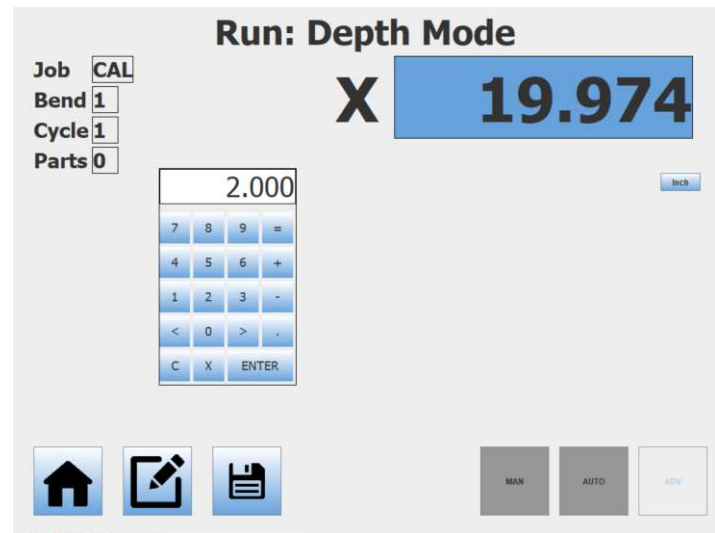 Run: Depth Mode
Job CAL
Bend 1
Cycle 1
Parts 0
X 19.974
Inch
2.000
7 8 9 =
4 5 6 +
1 2 3 -
< 0 > .
C X ENTER
MAN AUTO ADV